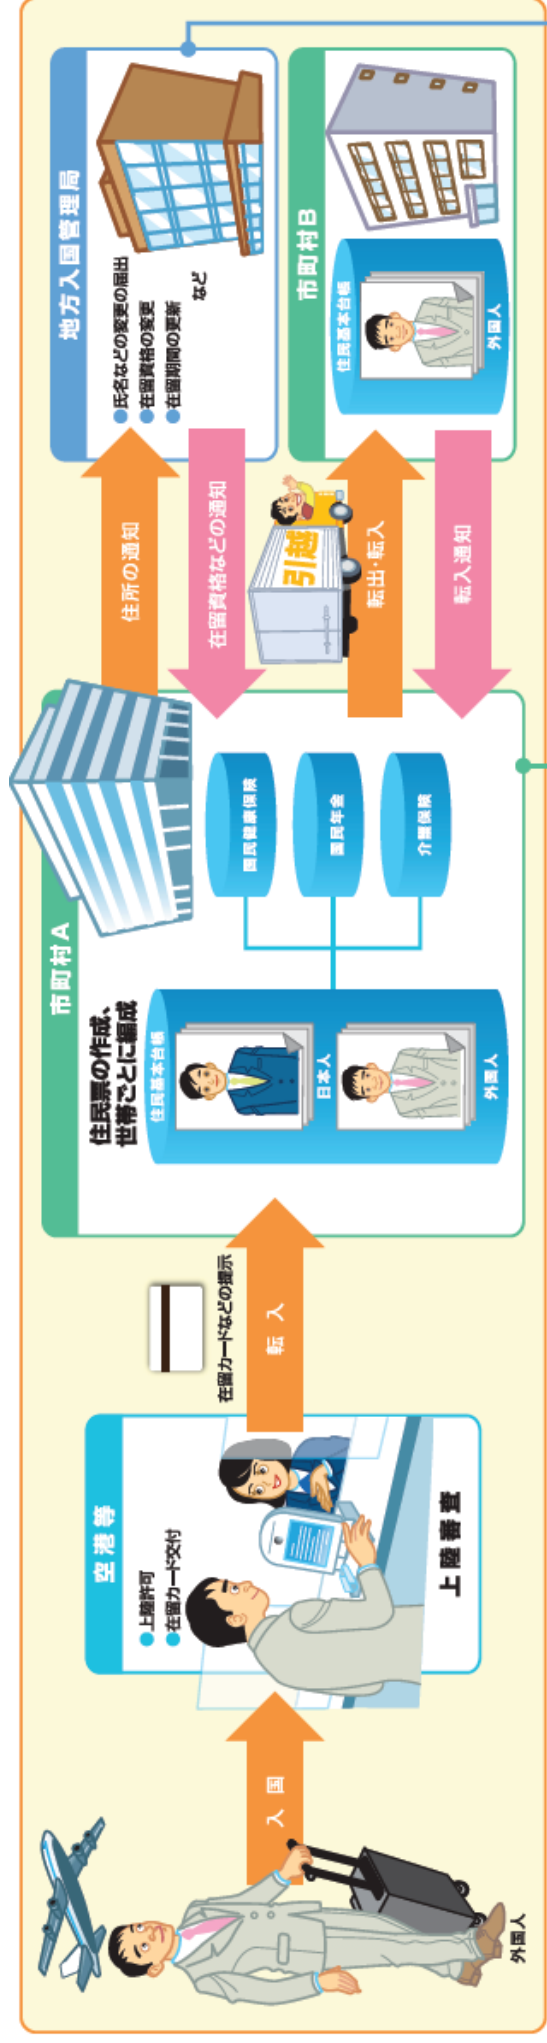 外国人
入国
空港等
●上陸許可
●在留カード交付
上陸審査
在留カードなどの提示
転入
市町村A
住民票の作成、
世帯ごとに編成
住民基本台帳
日本人
外国人
国民健康保険
国民年金
介護保険
住所の通知
在留資格などの通知
引越
転出・転入
転入通知
地方入国管理局
●氏名などの変更の届出
●在留資格の変更
●在留期間の更新
など
市町村B
住民基本台帳
外国人